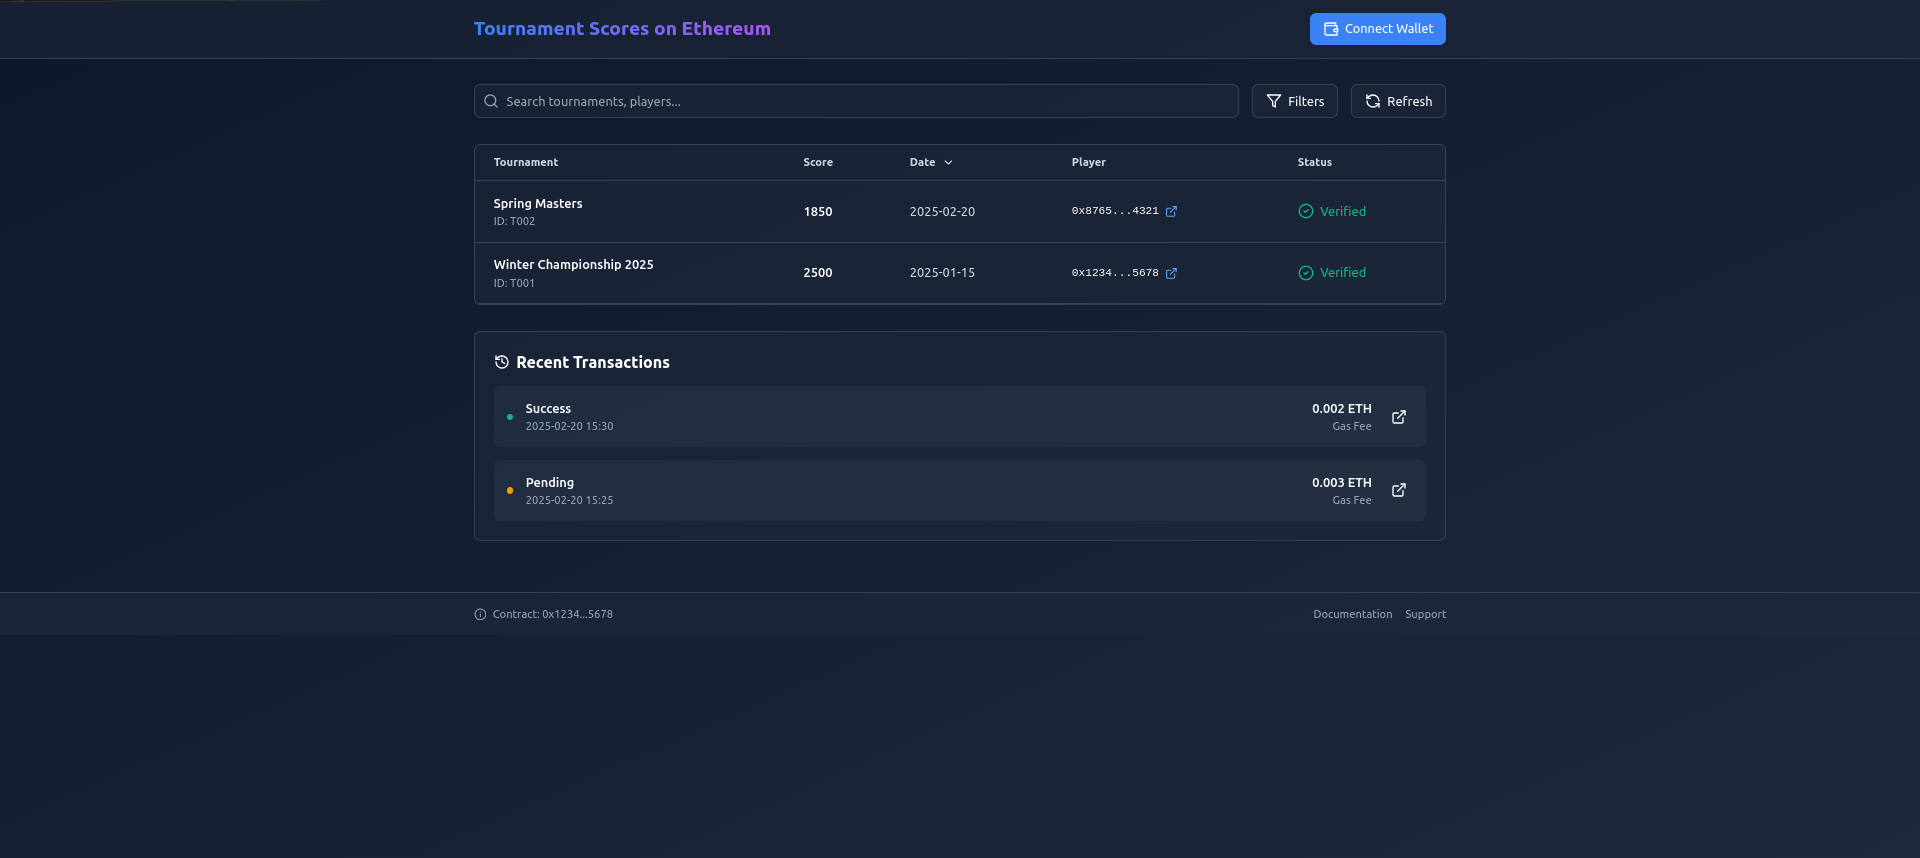 Tournament Scores on Ethereum
Connect Wallet
Search tournaments, players...
Filters
Refresh
Tournament Score Date Player Status
Spring Masters
ID: T002
1850 2025-02-20 0x8765...4321 Verified
Winter Championship 2025
ID: T001
2500 2025-01-15 0x1234...5678 Verified
Recent Transactions
Success
2025-02-20 15:30
0.002 ETH
Gas Fee
Pending
2025-02-20 15:25
0.003 ETH
Gas Fee
Contract: 0x1234...5678
Documentation Support